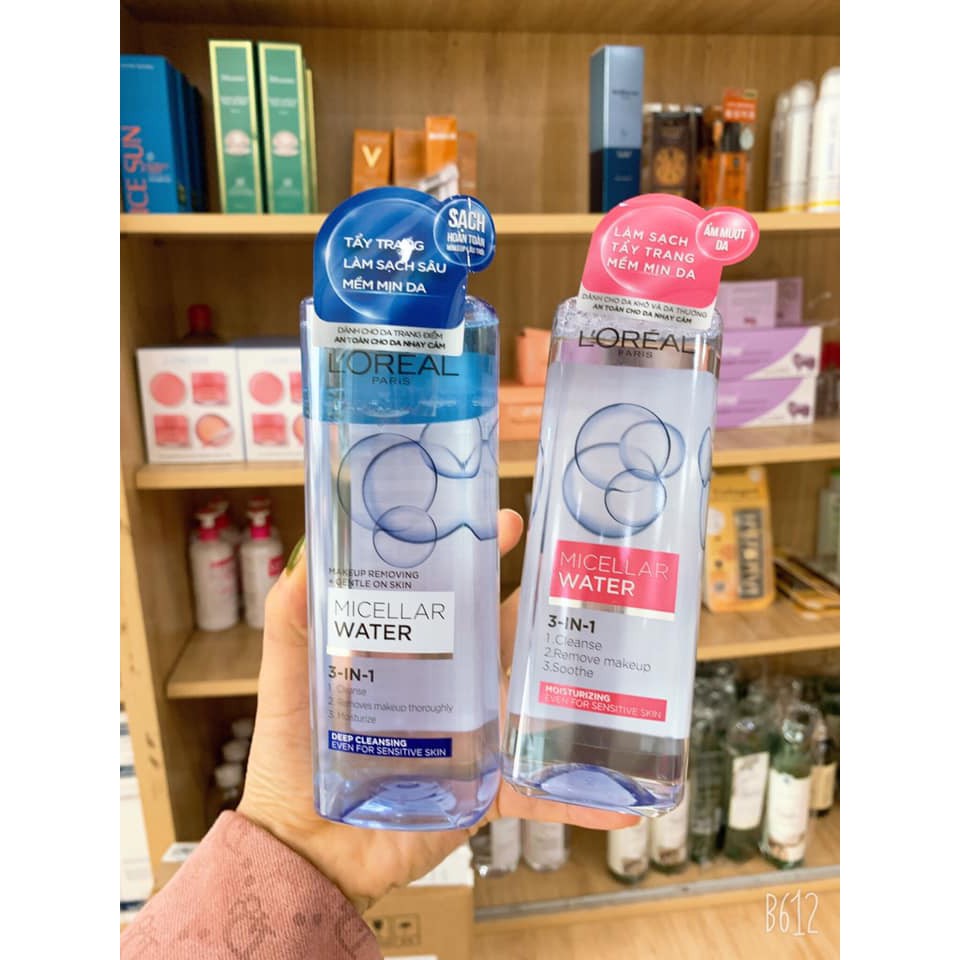 TẨY TRANG
LÀM SẠCH SÂU
MỀM MỊN DA
SẠCH
HOÀN TOÀN
DÀNH CHO DA TRANG ĐIỂM
AN TOÀN CHO DA NHẠY CẢM
L'ORÉAL
PARIS
MAKEUP REMOVING
+ GENTLE ON SKIN
MICELLAR
WATER
3-IN-1
1. Cleanse
2. Removes makeup thoroughly
3. Moisturize
DEEP CLEANSING
EVEN FOR SENSITIVE SKIN
LÀM SẠCH
TẨY TRANG
MỀM MỊN DA
ẨM MƯỢT
DA
DÀNH CHO DA KHÔ VÀ DA THƯỜNG
AN TOÀN CHO DA NHẠY CẢM
L'ORÉAL
PARIS
MICELLAR
WATER
3-IN-1
1.Cleanse
2.Remove makeup
3.Soothe
MOISTURIZING
EVEN FOR SENSITIVE SKIN
ICE SUN
V
B612